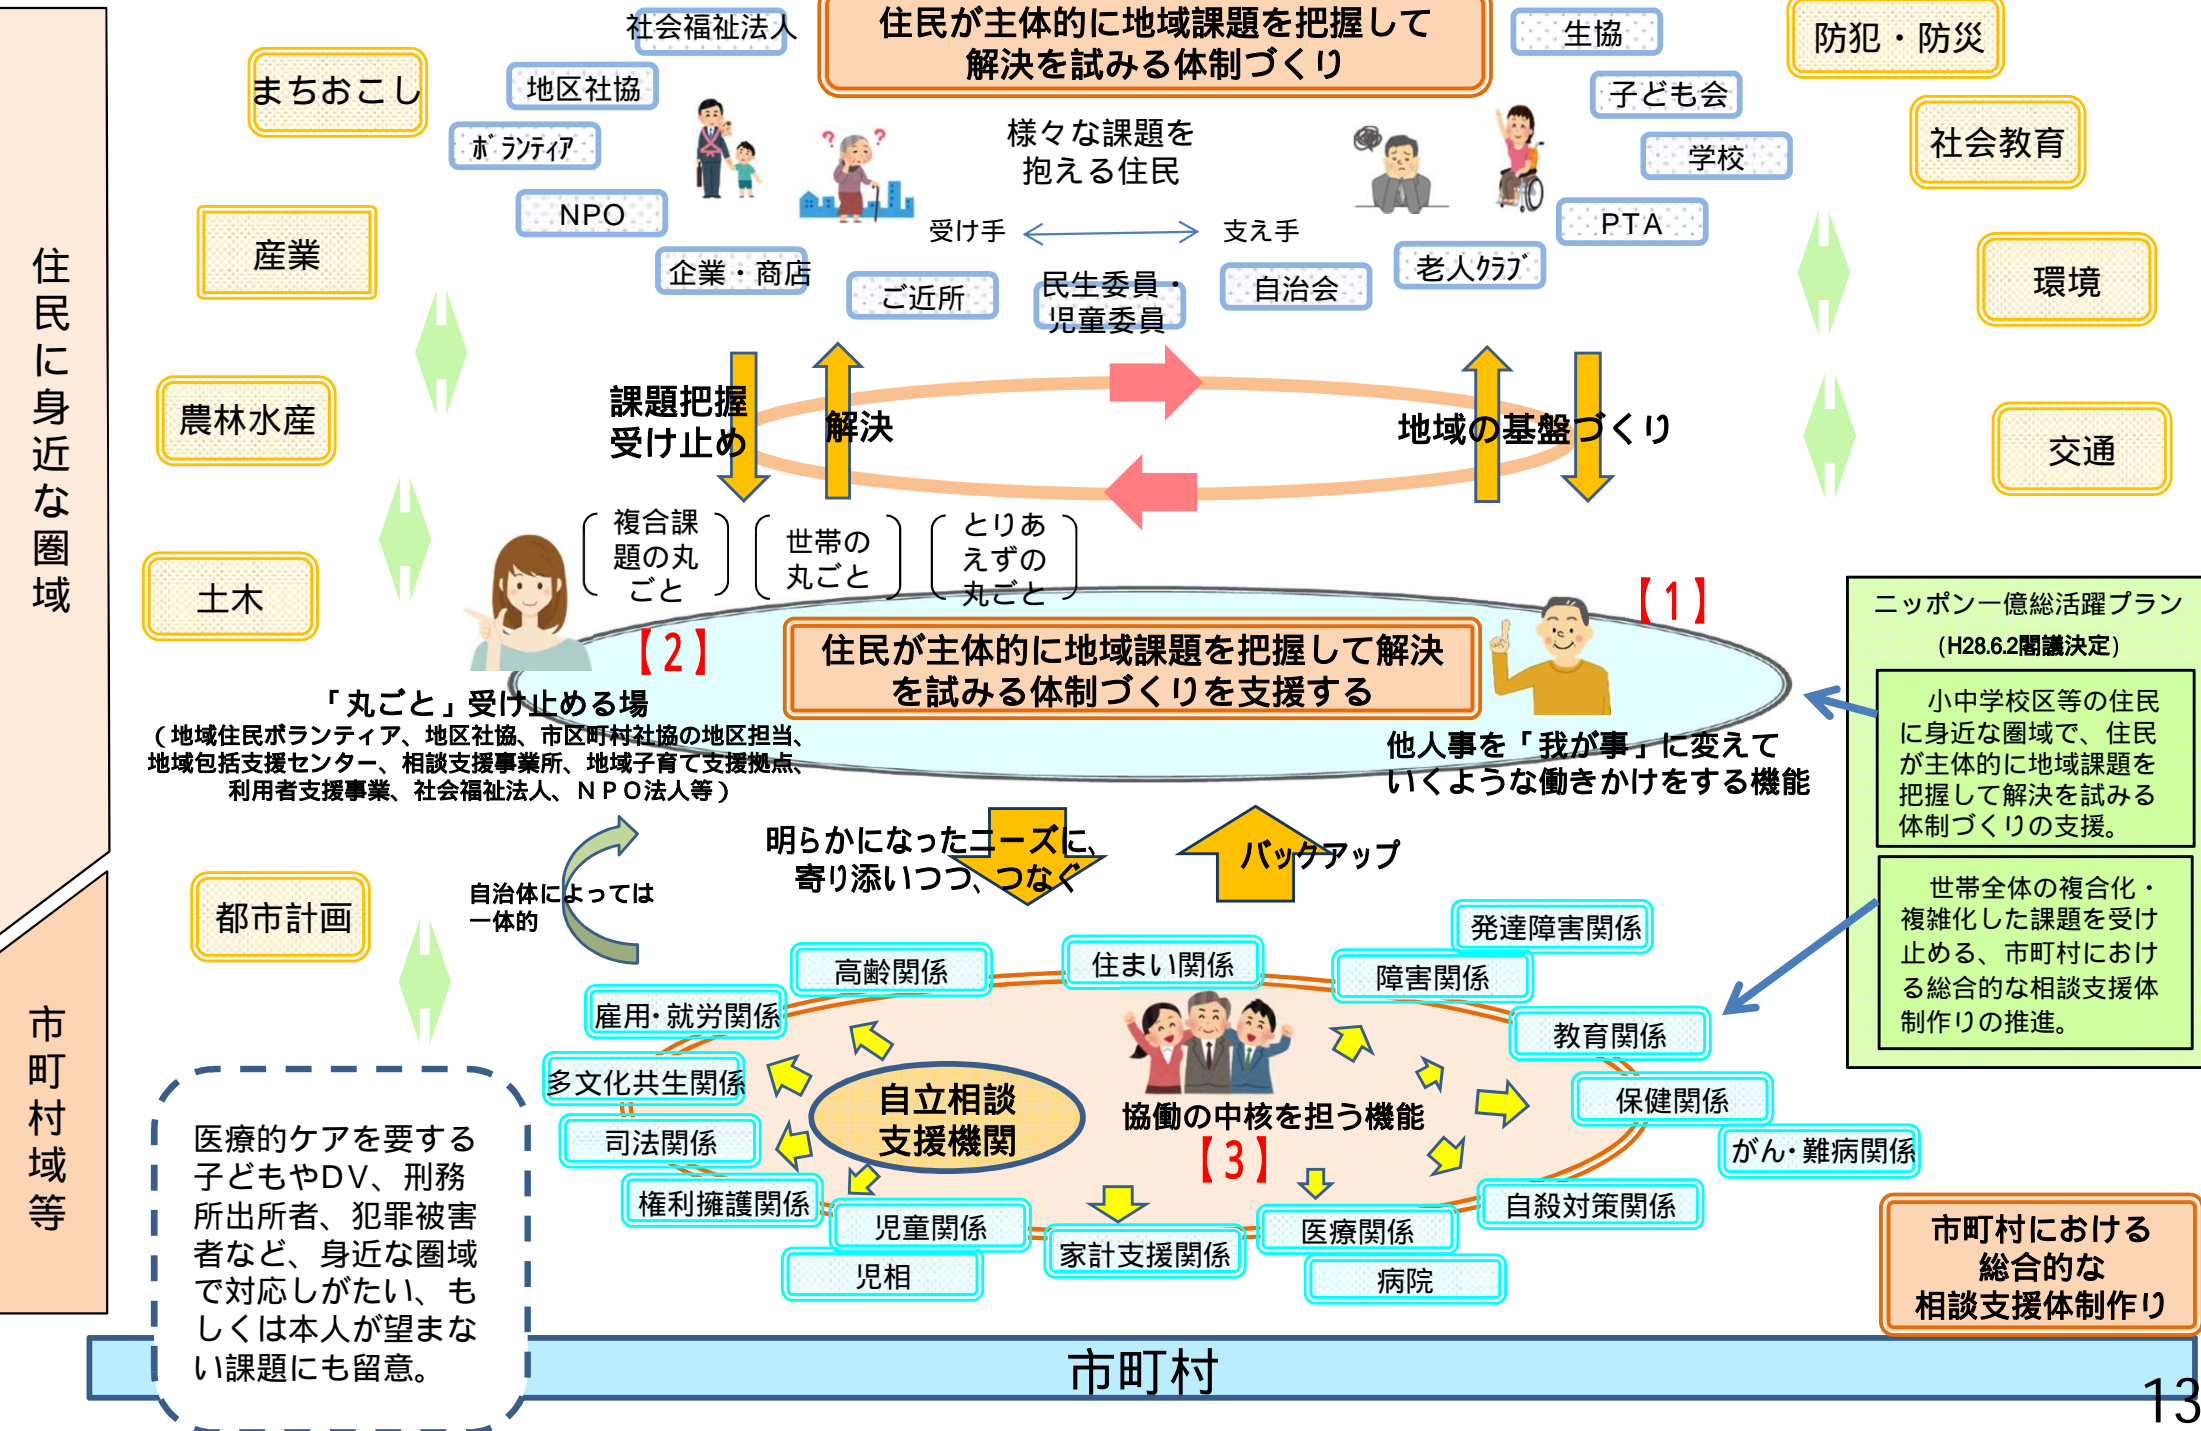 住民が主体的に地域課題を把握して
解決を試みる体制づくり
社会福祉法人
地区社協
ﾎﾞﾗﾝﾃｨｱ
NPO
企業・商店
ご近所
民生委員・
児童委員
自治会
老人ｸﾗﾌﾞ
PTA
学校
子ども会
生協
様々な課題を
抱える住民
受け手
支え手
まちおこし
産業
農林水産
土木
都市計画
防犯・防災
社会教育
環境
交通
住民に身近な圏域
市町村域等
課題把握
受け止め
解決
地域の基盤づくり
複合課
題の丸
ごと
世帯の
丸ごと
とりあ
えずの
丸ごと
【1】
【2】
住民が主体的に地域課題を把握して解決
を試みる体制づくりを支援する
「丸ごと」受け止める場
(地域住民ボランティア、地区社協、市区町村社協の地区担当、
地域包括支援センター、相談支援事業所、地域子育て支援拠点、
利用者支援事業、社会福祉法人、NPO法人等)
他人事を「我が事」に変えて
いくような働きかけをする機能
ニッポン一億総活躍プラン
(H28.6.2閣議決定)
小中学校区等の住民
に身近な圏域で、住民
が主体的に地域課題を
把握して解決を試みる
体制づくりの支援。
世帯全体の複合化・
複雑化した課題を受け
止める、市町村におけ
る総合的な相談支援体
制作りの推進。
自治体によっては
一体的
明らかになったニーズに、
寄り添いつつ、つなぐ
バックアップ
発達障害関係
障害関係
住まい関係
高齢関係
雇用・就労関係
多文化共生関係
司法関係
権利擁護関係
児童関係
児相
家計支援関係
医療関係
病院
自殺対策関係
がん・難病関係
保健関係
教育関係
自立相談
支援機関
協働の中核を担う機能
【3】
医療的ケアを要する
子どもやDV、刑務
所出所者、犯罪被害
者など、身近な圏域
で対応しがたい、も
しくは本人が望まな
い課題にも留意。
市町村における
総合的な
相談支援体制作り
市町村
13